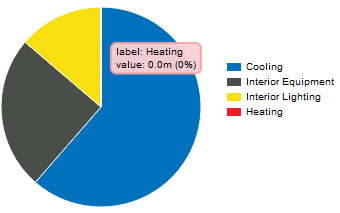 label: Heating
value: 0.0m (0%)
Cooling
Interior Equipment
Interior Lighting
Heating